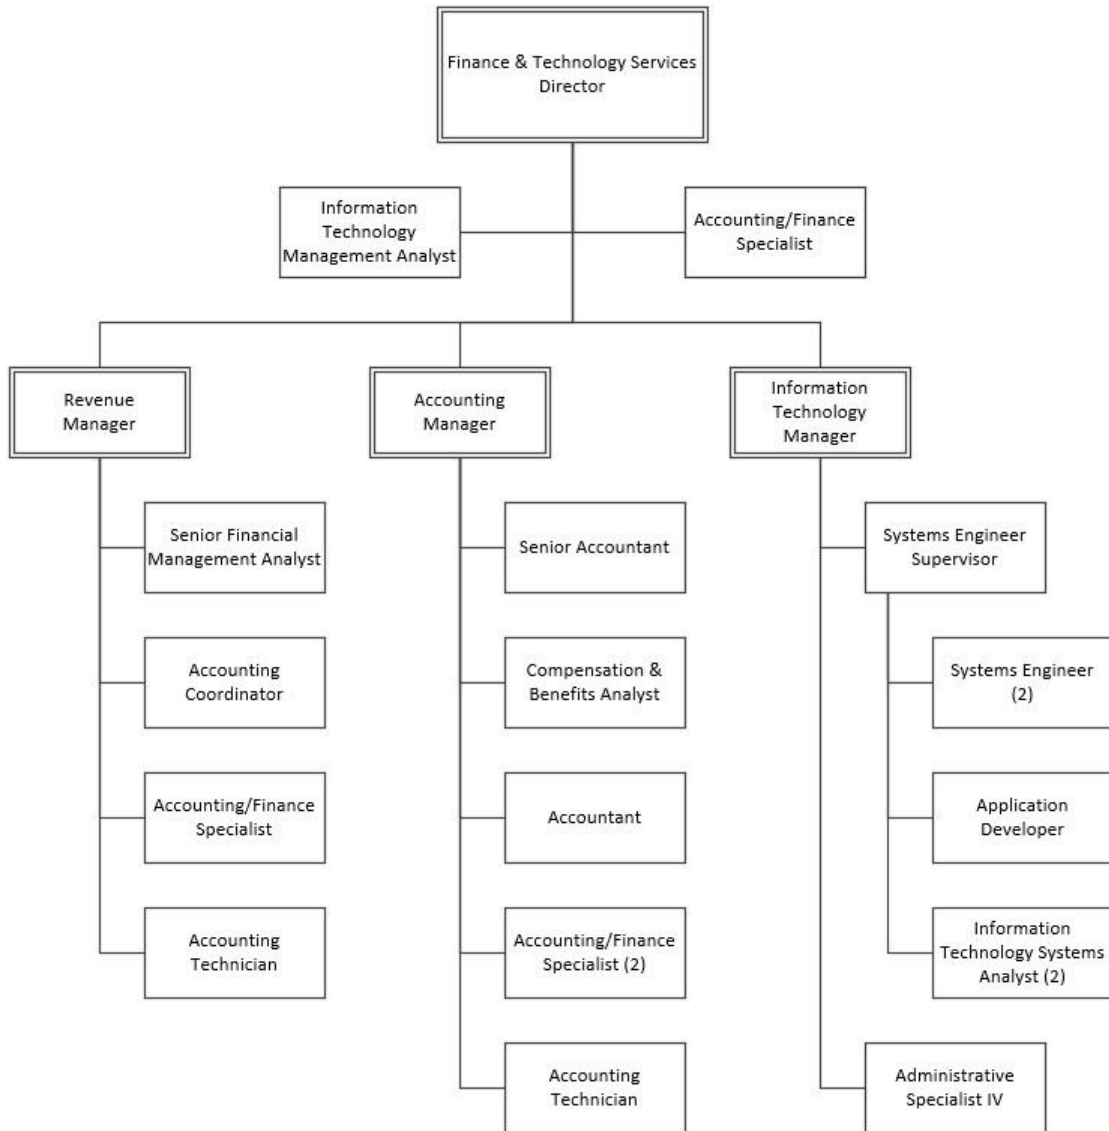 Finance & Technology Services
Director
Information
Technology
Management Analyst
Accounting/Finance
Specialist
Revenue
Manager
Accounting
Manager
Information
Technology
Manager
Senior Financial
Management Analyst
Senior Accountant
Systems Engineer
Supervisor
Accounting
Coordinator
Compensation &
Benefits Analyst
Systems Engineer
(2)
Accounting/Finance
Specialist
Accountant
Application
Developer
Accounting
Technician
Accounting/Finance
Specialist (2)
Information
Technology Systems
Analyst (2)
Accounting
Technician
Administrative
Specialist IV